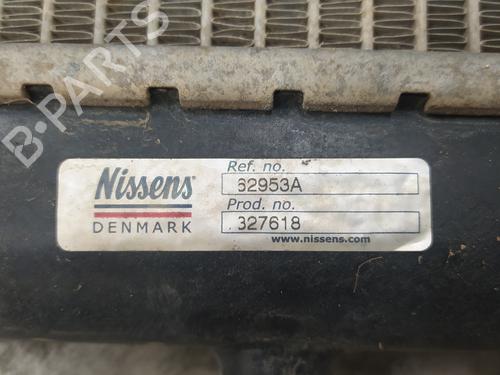 B-PARTS
Nissens
DENMARK
Ref. no.
62953A
Prod. no.
327618
www.nissens.com